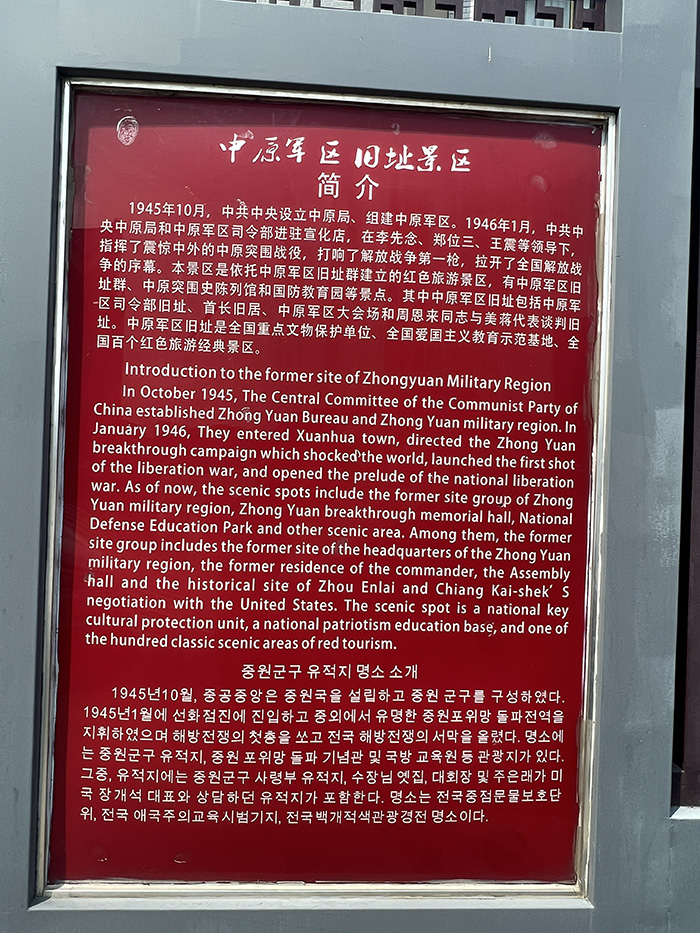 中原军区旧址景区
简介
1945年10月，中共中央设立中原局、组建中原军区。1946年1月，中共中
央中原局和中原军区司令部进驻宣化店，在李先念、郑位三、王震等领导下，
指挥了震惊中外的中原突围战役，打响了解放战争第一枪，拉开了全国解放战
争的序幕。本景区是依托中原军区旧址群建立的红色旅游景区，有中原军区旧
址群、中原突围史陈列馆和国防教育园等景点。其中中原军区旧址包括中原军
区司令部旧址、首长旧居、中原军区大会场和周恩来同志与美蒋代表谈判旧
址。中原军区旧址是全国重点文物保护单位、全国爱国主义教育示范基地、全
国百个红色旅游经典景区。
Introduction to the former site of Zhongyuan Military Region
In October 1945, The Central Committee of the Communist Party of
China established Zhong Yuan Bureau and Zhong Yuan military region. In
January 1946, They entered Xuanhua town, directed the Zhong Yuan
breakthrough campaign which shocked the world, launched the first shot
of the liberation war, and opened the prelude of the national liberation
war. As of now, the scenic spots include the former site group of Zhong
Yuan military region, Zhong Yuan breakthrough memorial hall, National
Defense Education Park and other scenic area. Among them, the former
site group includes the former site of the headquarters of the Zhong Yuan
military region, the former residence of the commander, the Assembly
hall and the historical site of Zhou Enlai and Chiang Kai-shek' S
negotiation with the United States. The scenic spot is a national key
cultural protection unit, a national patriotism education base, and one of
the hundred classic scenic areas of red tourism.
중원군구 유적지 명소 소개
1945년10월, 중공중앙은 중원국을 설립하고 중원 군구를 구성하였다.
1945년1월에 선화점진에 진입하고 중외에서 유명한 중원포위망 돌파전역을
지휘하였으며 해방전쟁의 첫총을 쏘고 전국 해방전쟁의 서막을 올렸다. 명소에
는 중원군구 유적지, 중원 포위망 돌파 기념관 및 국방 교육원 등 관광지가 있다.
그중, 유적지에는 중원군구 사령부 유적지, 수장님 옛집, 대회장 및 주은래가 미
국 장개석 대표와 상담하던 유적지가 포함한다. 명소는 전국중점문물보호단
위, 전국 애국주의교육시범기지, 전국백개적색관광경전 명소이다.